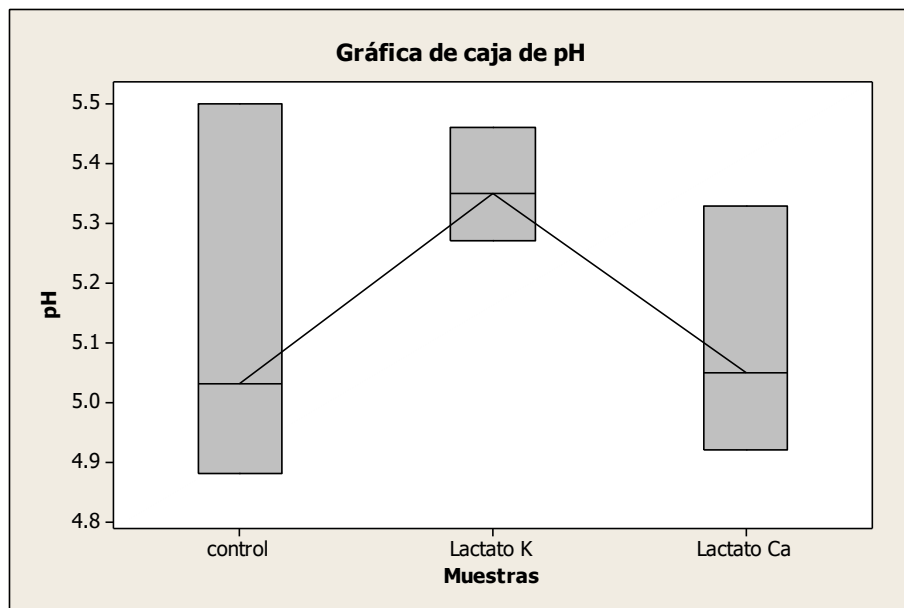 Gráfica de caja de pH
pH
5.5
5.4
5.3
5.2
5.1
5.0
4.9
4.8
control Lactato K Lactato Ca
Muestras